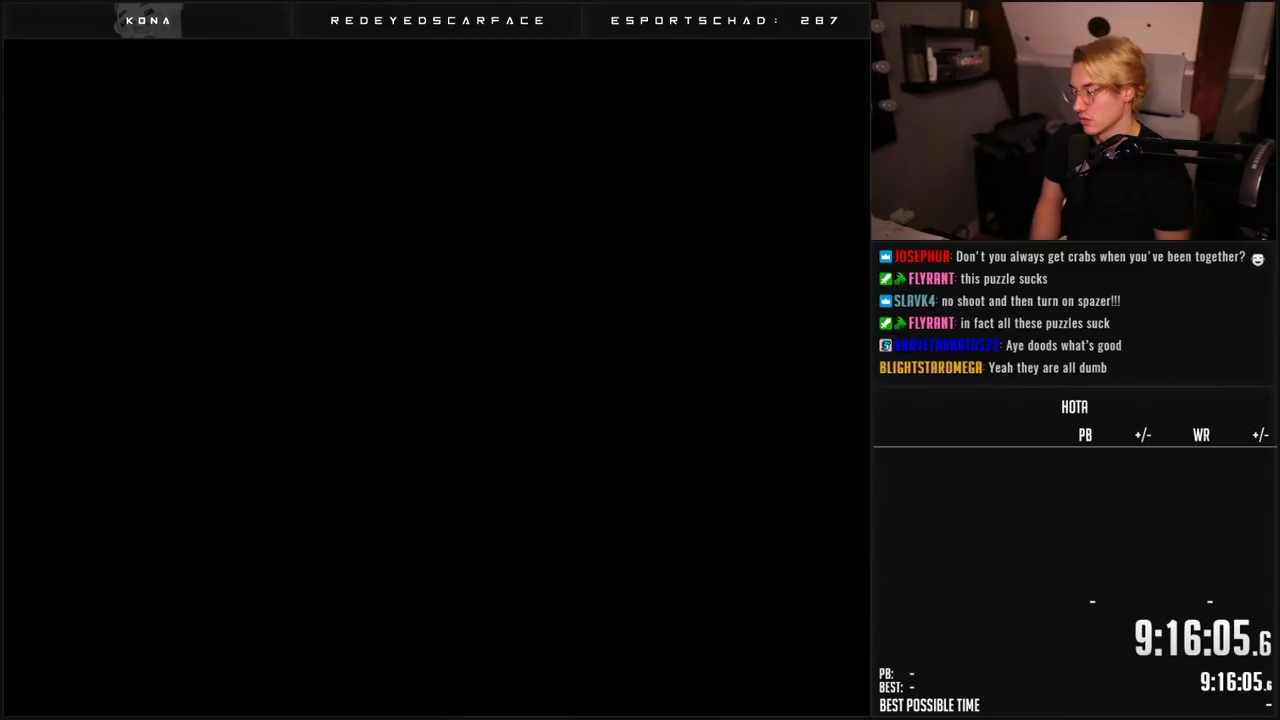 KONA
REDEYEDSCARFACE
ESPORTSCHAD: 287
JOSEPHUR: Don't you always get crabs when you've been together?
FLYRANT: this puzzle sucks
SLAVK4: no shoot and then turn on spazer!!!
FLYRANT: in fact all these puzzles suck
Aye doods what's good
BLIGHTSTAROMEGA: Yeah they are all dumb
HOTA
PB +/- WR +/-
- -
9:16:05.6
PB: -
9:16:05.6
BEST: -
BEST POSSIBLE TIME -